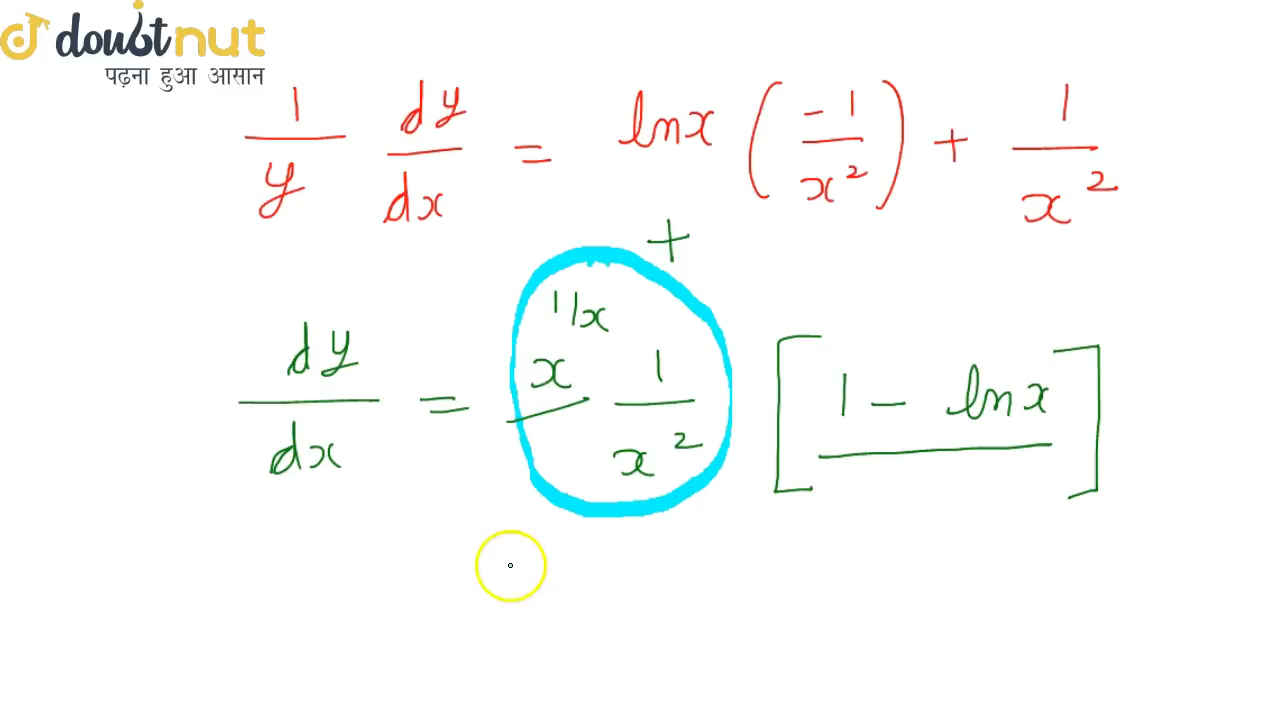 doubtnut
पढ़ना हुआ आसान
1/y dy/dx = lnx (-1/x²) + 1/x²
+
dy/dx = x^1/x 1/x² [1 - lnx]